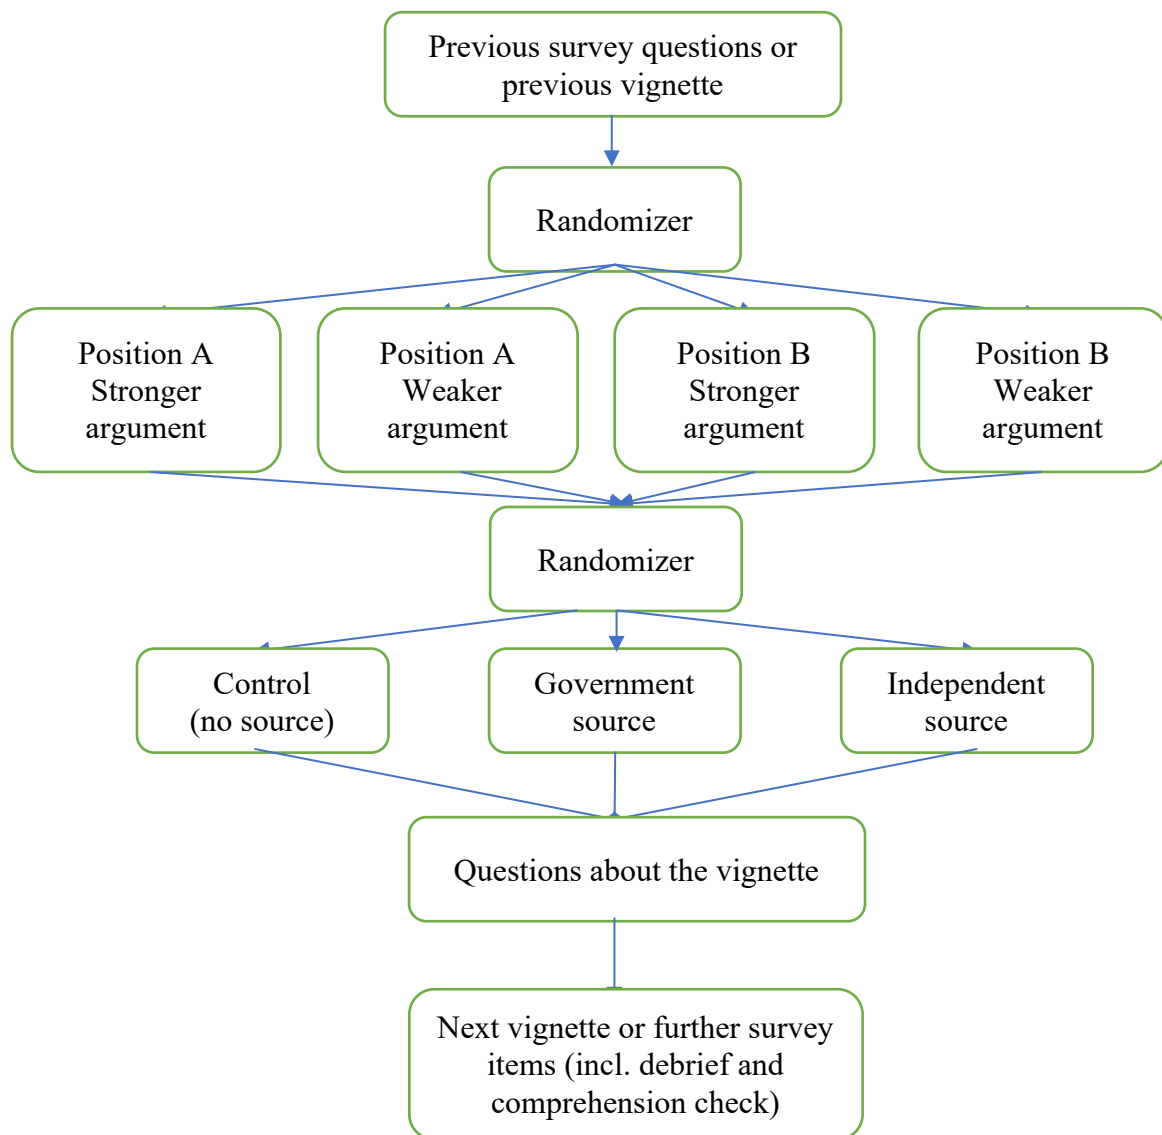 Previous survey questions or
previous vignette
Randomizer
Position A
Stronger
argument
Position A
Weaker
argument
Position B
Stronger
argument
Position B
Weaker
argument
Randomizer
Control
(no source)
Government
source
Independent
source
Questions about the vignette
Next vignette or further survey
items (incl. debrief and
comprehension check)